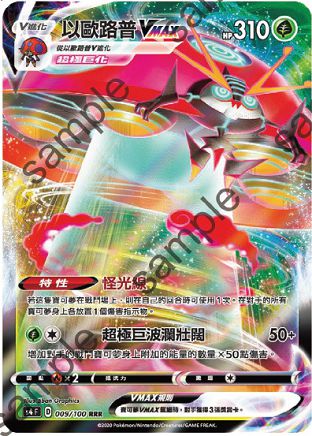 V進化
以歐路普VMAX
HP310
從以歐路普V進化
超極巨化
sample
sample
sample
sample
特性 怪光線
若這隻寶可夢在戰鬥場上，則在自己的回合時可使用1次。在對手的所有
寶可夢身上各放置1個傷害指示物。
超極巨波瀾壯闊 50+
增加對手的戰鬥寶可夢身上附加的能量的數量×50點傷害。
抵抗力
VMAX規則
寶可夢VMAX氣絕時，對手獲得3張獎賞卡。
s4F D 009/100 RRR
©2020 Pokémon/Nintendo/Creatures/GAME FREAK.